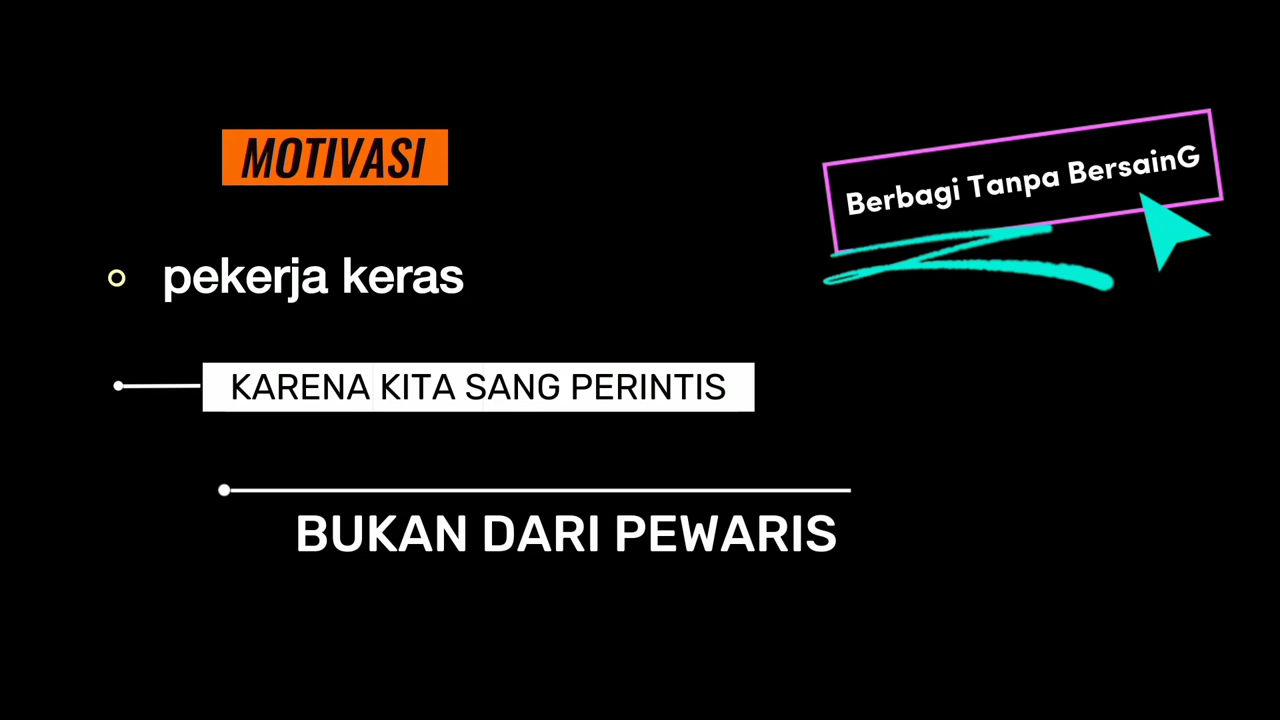 MOTIVASI
Berbagi Tanpa BersainG
pekerja keras
KARENA KITA SANG PERINTIS
BUKAN DARI PEWARIS